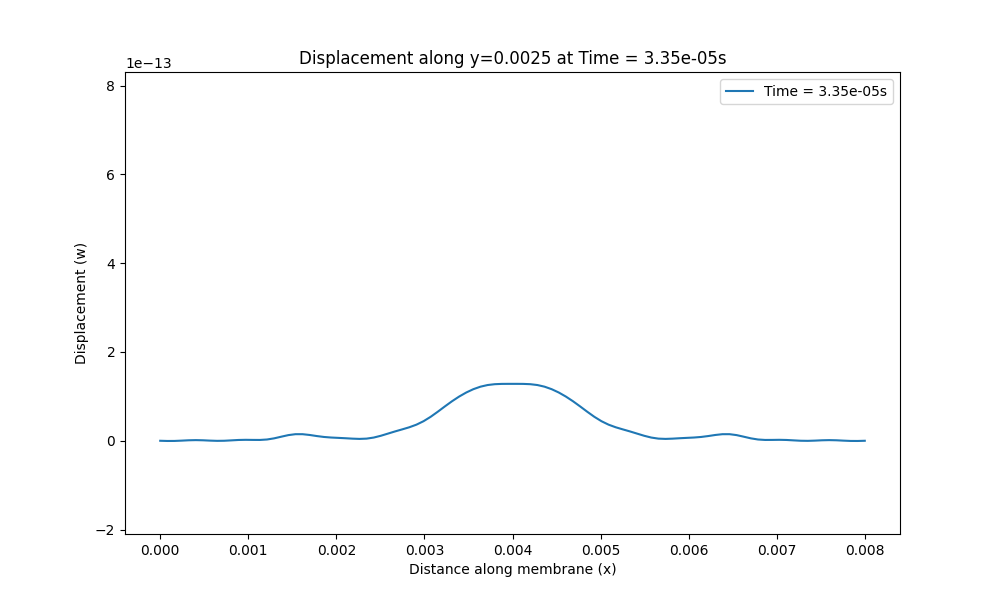 Displacement along y=0.0025 at Time = 3.35e-05s
1e−13
Time = 3.35e-05s
8
6
4
2
0
−2
Displacement (w)
0.000 0.001 0.002 0.003 0.004 0.005 0.006 0.007 0.008
Distance along membrane (x)